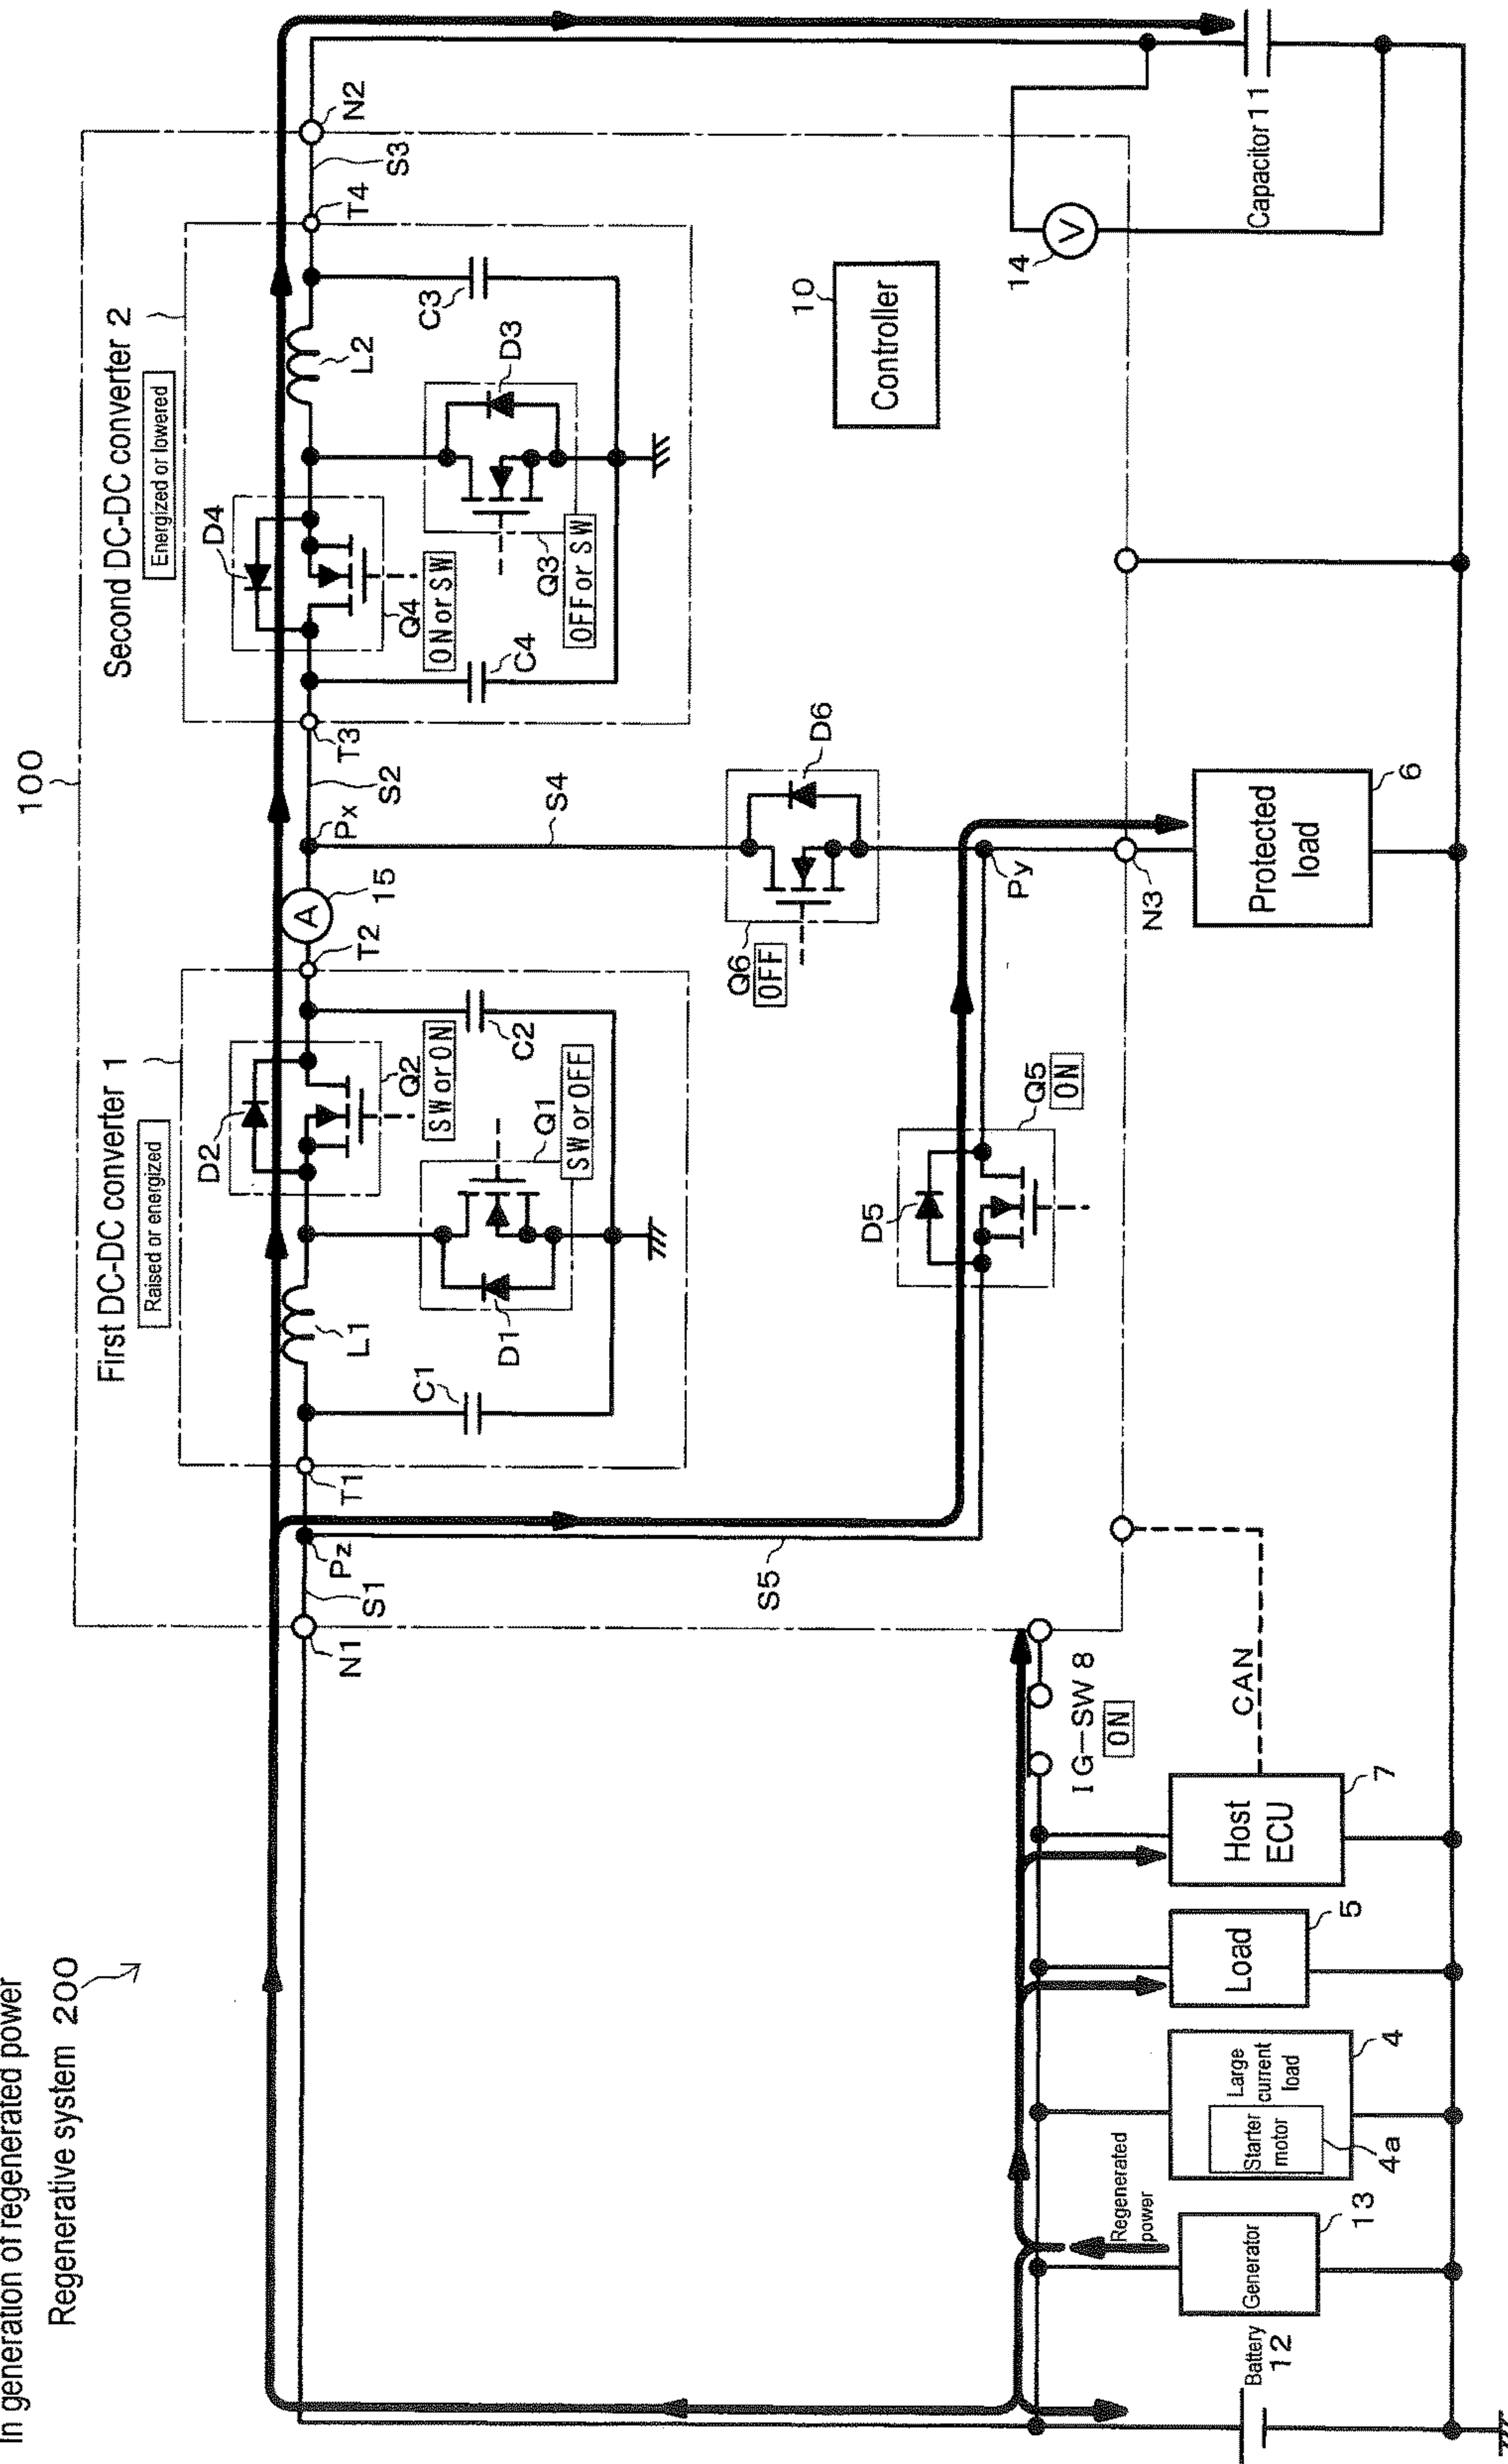 In generation of regenerated power
Regenerative system 200
100
First DC-DC converter 1
Raised or energized
Second DC-DC converter 2
Energized or lowered
N1
S1
Pz
T1
L1
C1
D1
D2
Q2
SW or ON
Q1
SW or OFF
C2
T2
A
15
Px
S2
T3
D4
Q4
ON or SW
C4
Q3
OFF or SW
D3
L2
C3
T4
S3
N2
S4
S5
D5
Q5
ON
Q6
OFF
D6
Py
N3
10
Controller
14
V
Capacitor 11
Protected
load
6
IG-SW 8
ON
CAN
Battery
12
Generator
13
Regenerated
power
Large
current
load
Starter
motor
4
4a
Load
5
Host
ECU
7